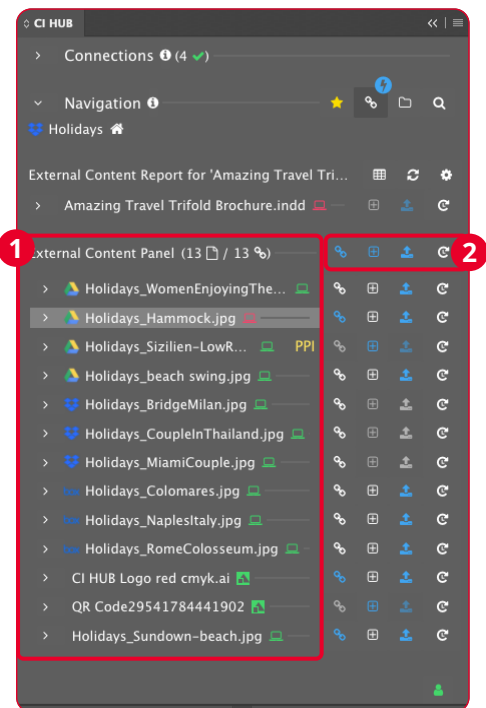 CI HUB
Connections (4)
Navigation
Holidays
External Content Report for 'Amazing Travel Tri...
Amazing Travel Trifold Brochure.indd
1
External Content Panel (13 / 13)
2
Holidays_WomenEnjoyingThe...
Holidays_Hammock.jpg
Holidays_Sizilien-LowR... PPI
Holidays_beach swing.jpg
Holidays_BridgeMilan.jpg
Holidays_CoupleInThailand.jpg
Holidays_MiamiCouple.jpg
Holidays_Colomares.jpg
Holidays_NaplesItaly.jpg
Holidays_RomeColosseum.jpg
CI HUB Logo red cmyk.ai
QR Code29541784441902
Holidays_Sundown-beach.jpg